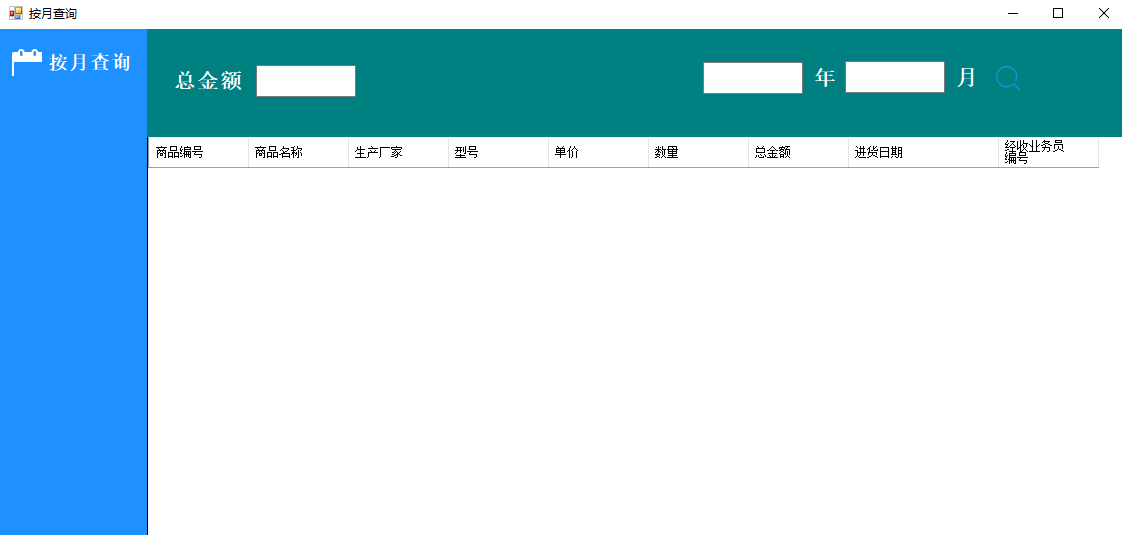 按月查询
按月查询
总金额 年 月
商品编号 商品名称 生产厂家 型号 单价 数量 总金额 进货日期 经收业务员
编号